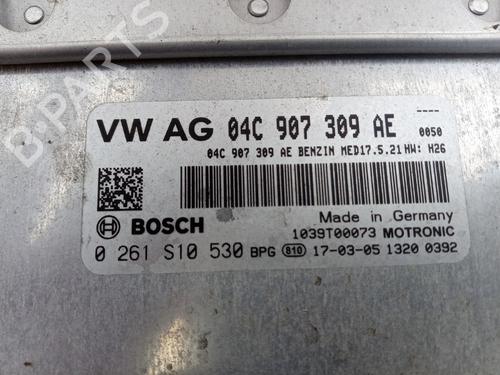 ----
VW AG 04C 907 309 AE 0050
04C 907 309 AE BENZIN MED17.5.21 HW: H26
BOSCH
Made in Germany
1039T00073 MOTRONIC
0 261 S10 530 BPG 810 17-03-05 1320 0392
B-PARTS